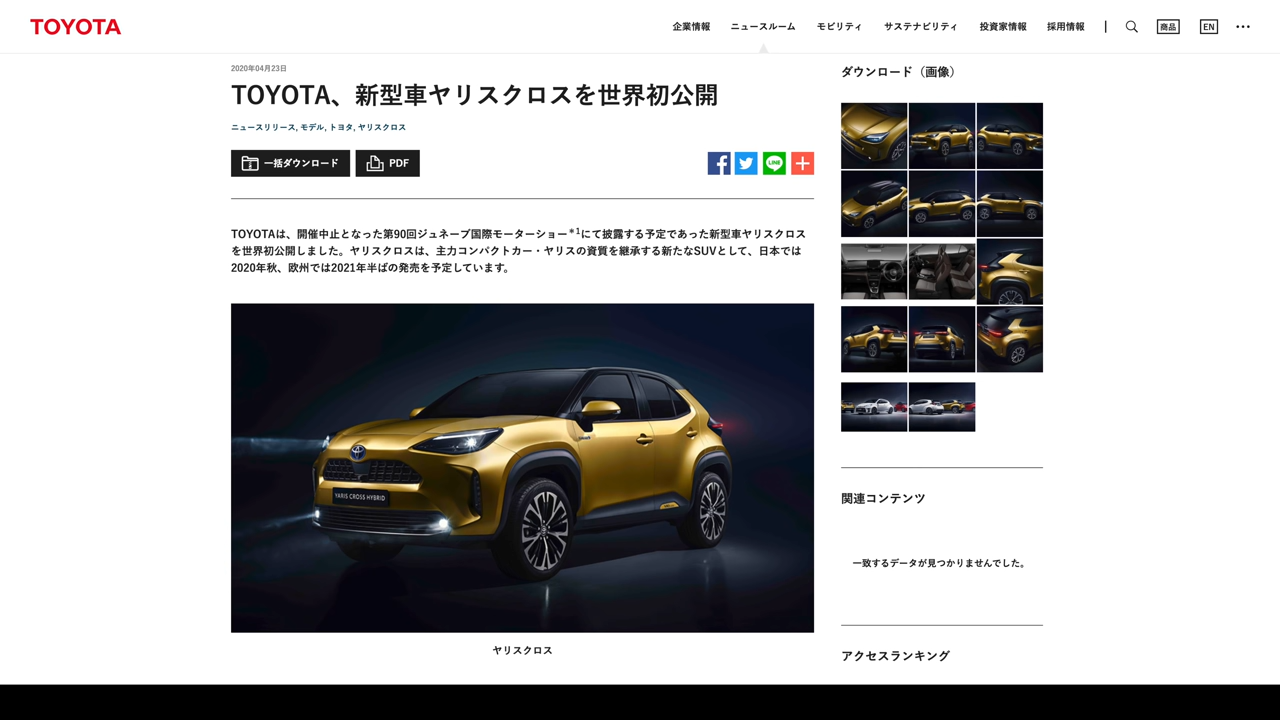 TOYOTA
企業情報
ニュースルーム
モビリティ
サステナビリティ
投資家情報
採用情報
商品
EN
2020年04月23日
TOYOTA、新型車ヤリスクロスを世界初公開
ニュースリリース, モデル, トヨタ, ヤリスクロス
一括ダウンロード
PDF
LINE
TOYOTAは、開催中止となった第90回ジュネーブ国際モーターショー＊1にて披露する予定であった新型車ヤリスクロス
を世界初公開しました。ヤリスクロスは、主力コンパクトカー・ヤリスの資質を継承する新たなSUVとして、日本では
2020年秋、欧州では2021年半ばの発売を予定しています。
YARIS CROSS HYBRID
ヤリスクロス
ダウンロード（画像）
関連コンテンツ
一致するデータが見つかりませんでした。
アクセスランキング